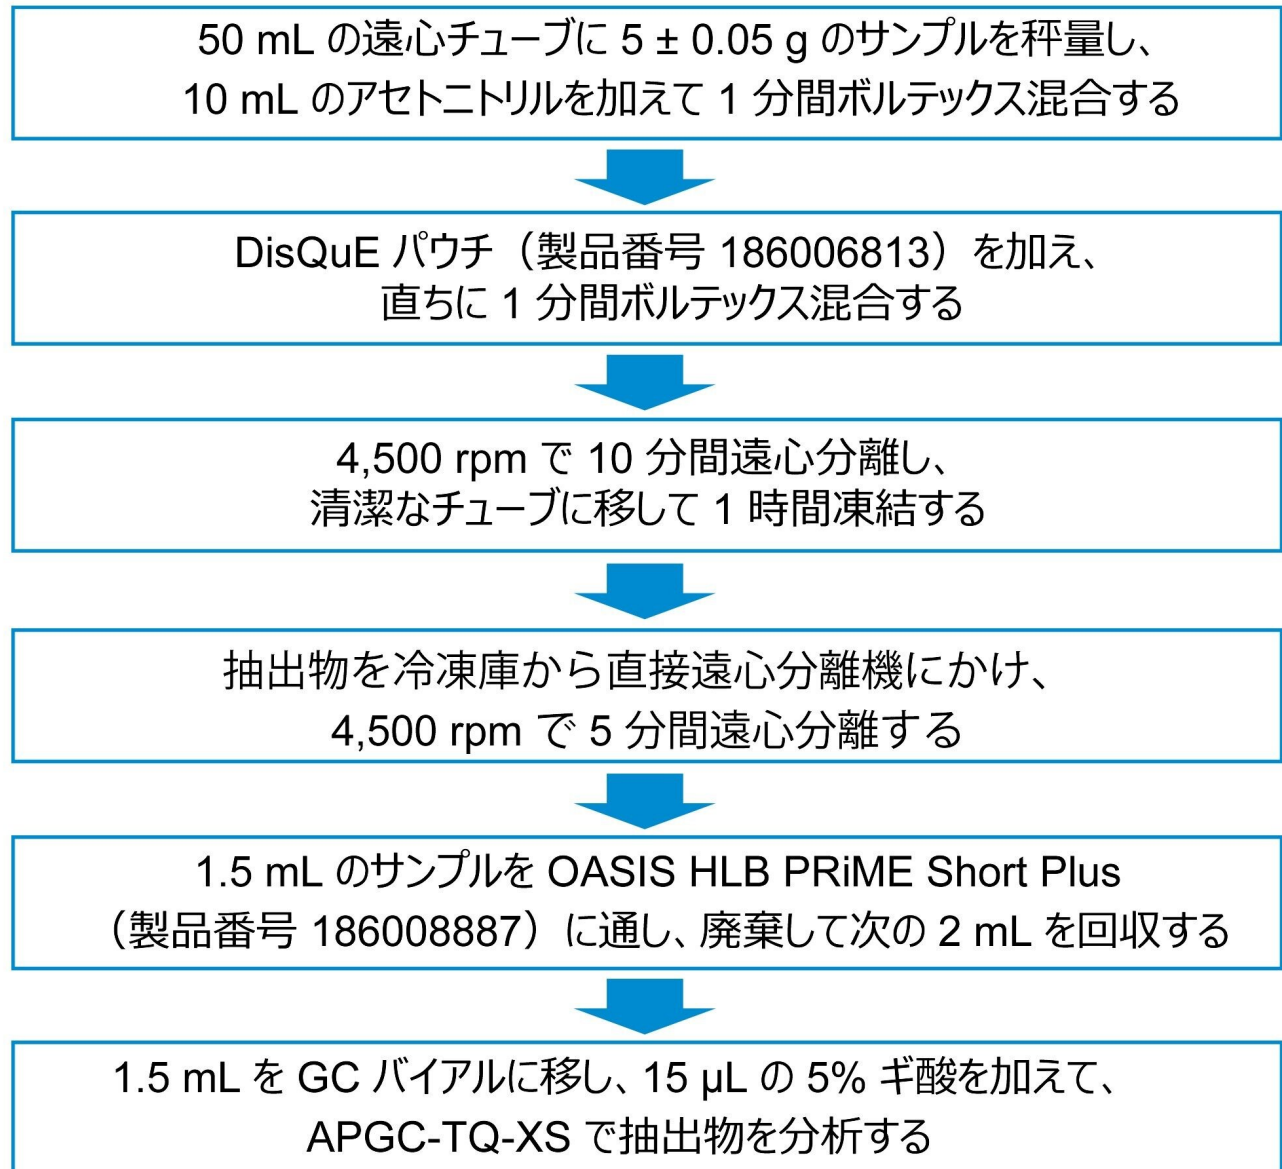 50 mL の遠心チューブに 5 ± 0.05 g のサンプルを秤量し、
10 mL のアセトニトリルを加えて 1 分間ボルテックス混合する
DisQuE パウチ（製品番号 186006813）を加え、
直ちに 1 分間ボルテックス混合する
4,500 rpm で 10 分間遠心分離し、
清潔なチューブに移して 1 時間凍結する
抽出物を冷凍庫から直接遠心分離機にかけ、
4,500 rpm で 5 分間遠心分離する
1.5 mL のサンプルを OASIS HLB PRiME Short Plus
（製品番号 186008887）に通し、廃棄して次の 2 mL を回収する
1.5 mL を GC バイアルに移し、15 µL の 5% ギ酸を加えて、
APGC-TQ-XS で抽出物を分析する